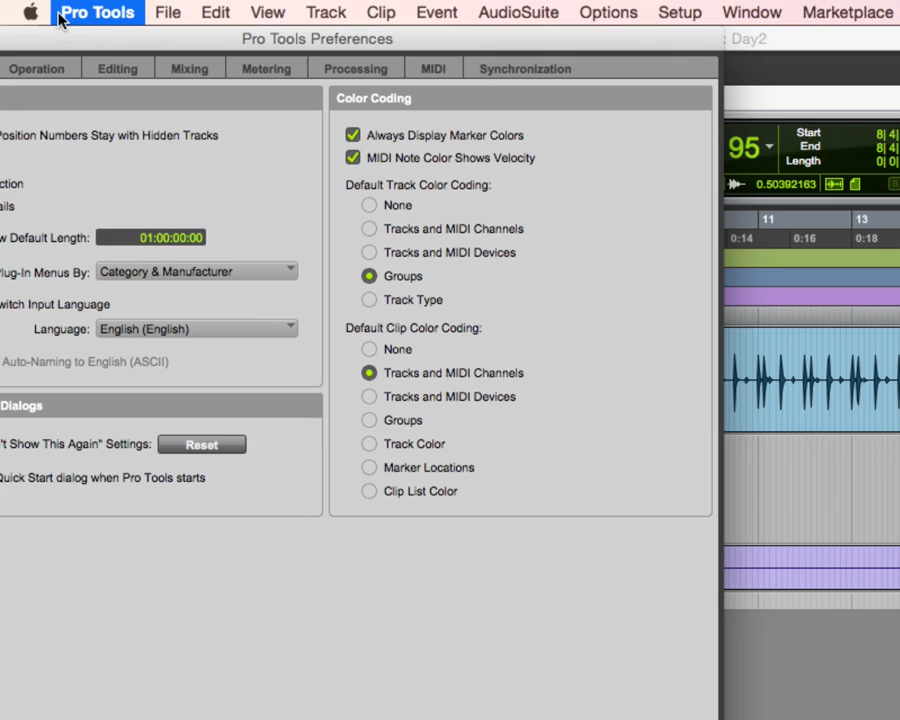 Pro Tools File Edit View Track Clip Event AudioSuite Options Setup Window Marketplace
Pro Tools Preferences
: Day2
Operation Editing Mixing Metering Processing MIDI Synchronization
Color Coding
Position Numbers Stay with Hidden Tracks
ction
ails
w Default Length: 01:00:00:00
lug-In Menus By: Category & Manufacturer
witch Input Language
Language: English (English)
Auto-Naming to English (ASCII)
Dialogs
't Show This Again" Settings: Reset
Quick Start dialog when Pro Tools starts
Always Display Marker Colors
MIDI Note Color Shows Velocity
Default Track Color Coding:
None
Tracks and MIDI Channels
Tracks and MIDI Devices
Groups
Track Type
Default Clip Color Coding:
None
Tracks and MIDI Channels
Tracks and MIDI Devices
Groups
Track Color
Marker Locations
Clip List Color
95
Start 8| 4|
End 8| 4|
Length 0| 0|
0.50392163
11 13
0:14 0:16 0:18